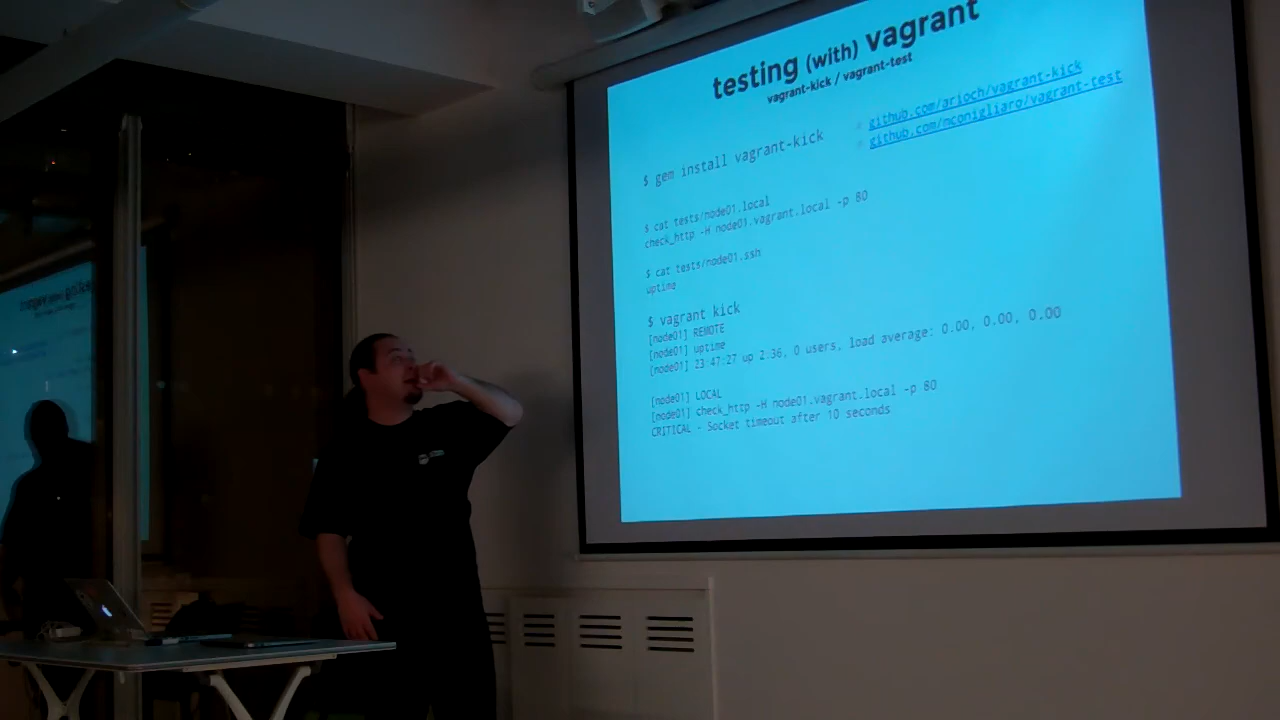 testing (with) vagrant
vagrant-kick / vagrant-test
github.com/arioch/vagrant-kick
github.com/nconigliaro/vagrant-test
$ gem install vagrant-kick
$ cat tests/node01.local
check_http -H node01.vagrant.local -p 80
$ cat tests/node01.ssh
uptime
$ vagrant kick
[node01] REMOTE
[node01] uptime
[node01] 23:47:27 up 2:36, 0 users, load average: 0.00, 0.00, 0.00
[node01] LOCAL
[node01] check_http -H node01.vagrant.local -p 80
CRITICAL - Socket timeout after 10 seconds